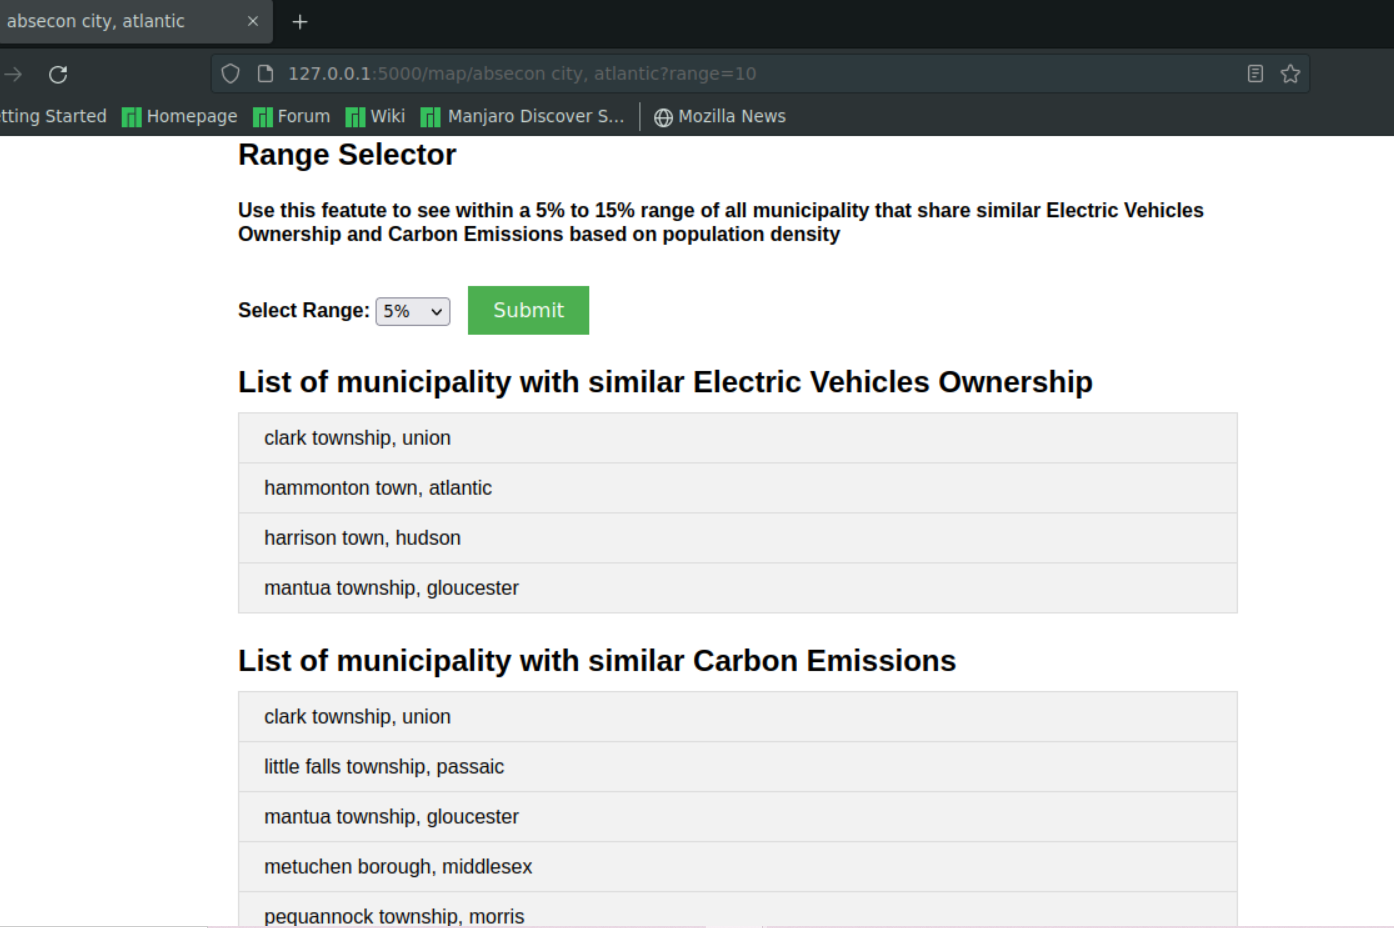 absecon city, atlantic
127.0.0.1:5000/map/absecon city, atlantic?range=10
tting Started Homepage Forum Wiki Manjaro Discover S... Mozilla News
Range Selector
Use this featute to see within a 5% to 15% range of all municipality that share similar Electric Vehicles
Ownership and Carbon Emissions based on population density
Select Range: 5% Submit
List of municipality with similar Electric Vehicles Ownership
clark township, union
hammonton town, atlantic
harrison town, hudson
mantua township, gloucester
List of municipality with similar Carbon Emissions
clark township, union
little falls township, passaic
mantua township, gloucester
metuchen borough, middlesex
pequannock township, morris